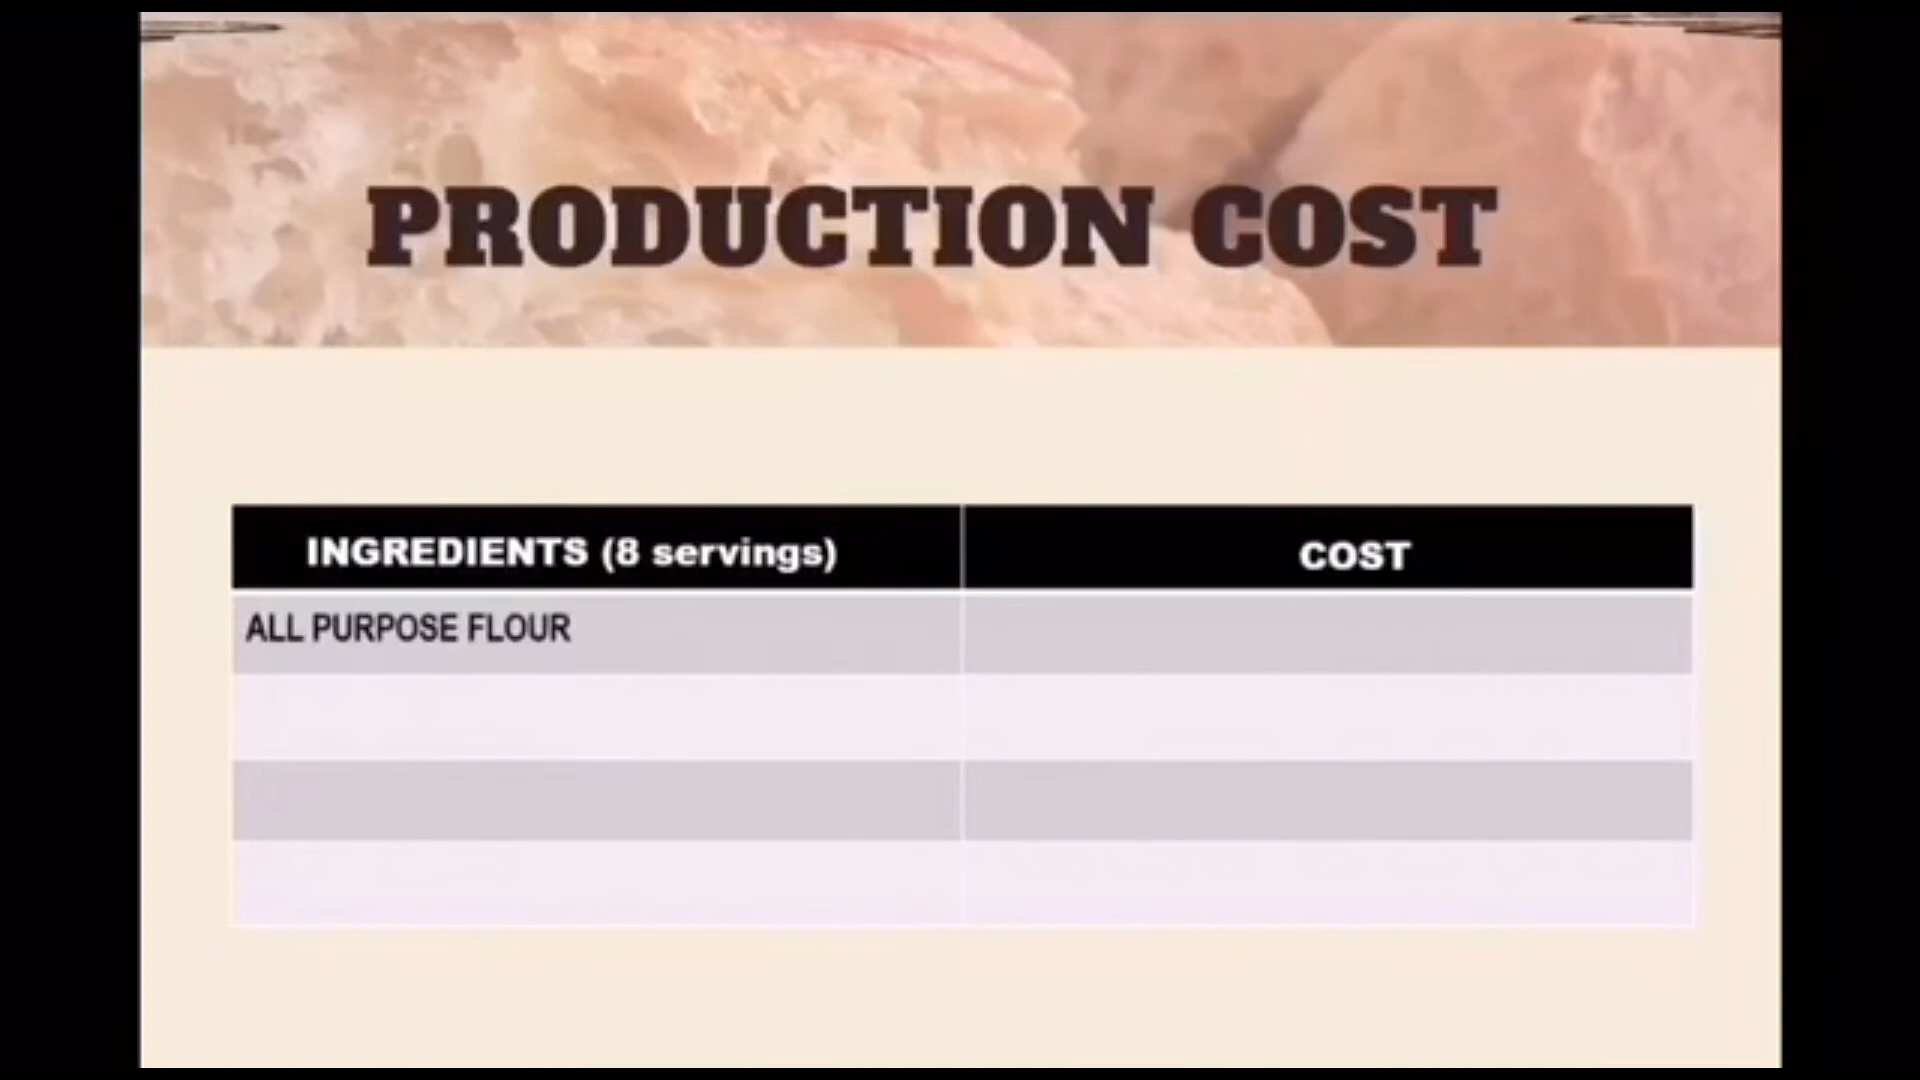 PRODUCTION COST
INGREDIENTS (8 servings)
COST
ALL PURPOSE FLOUR